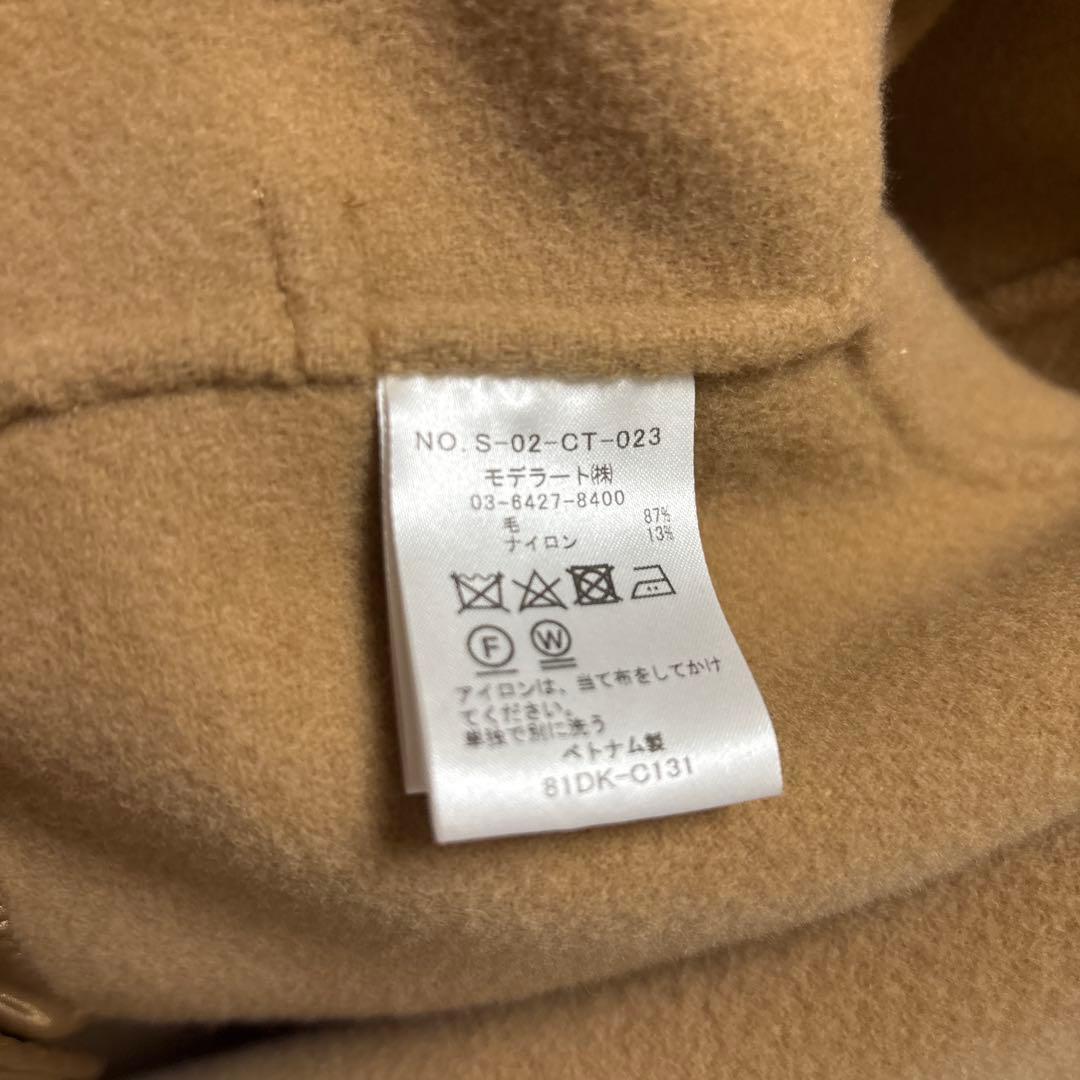 NO.S-02-CT-023
モデラート㈱
03-6427-8400
毛 87%
ナイロン 13%
F W
アイロンは、当て布をしてかけ
てください。
単独で別に洗う
ベトナム製
81DK-C131